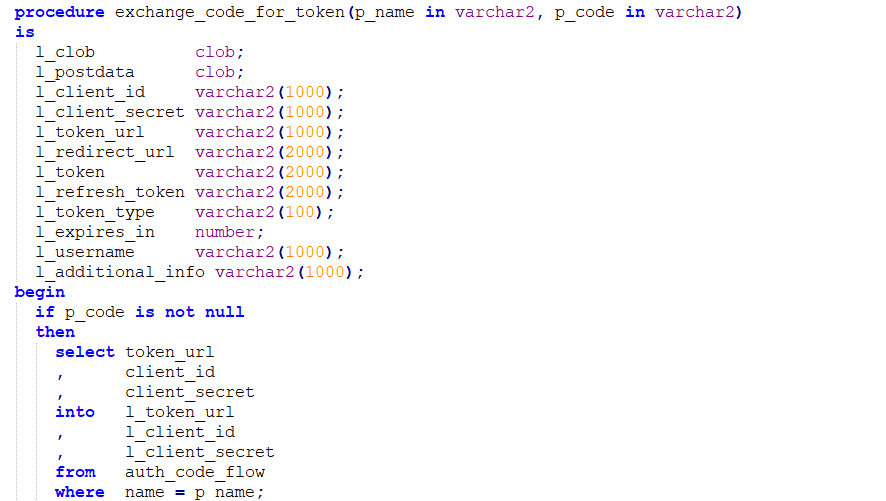 procedure exchange_code_for_token(p_name in varchar2, p_code in varchar2)
is
  l_clob          clob;
  l_postdata      clob;
  l_client_id     varchar2(1000);
  l_client_secret varchar2(1000);
  l_token_url     varchar2(1000);
  l_redirect_url  varchar2(2000);
  l_token         varchar2(2000);
  l_refresh_token varchar2(2000);
  l_token_type    varchar2(100);
  l_expires_in    number;
  l_username      varchar2(1000);
  l_additional_info varchar2(1000);
begin
  if p_code is not null
  then
    select token_url
    ,      client_id
    ,      client_secret
    into   l_token_url
    ,      l_client_id
    ,      l_client_secret
    from   auth_code_flow
    where  name = p_name;